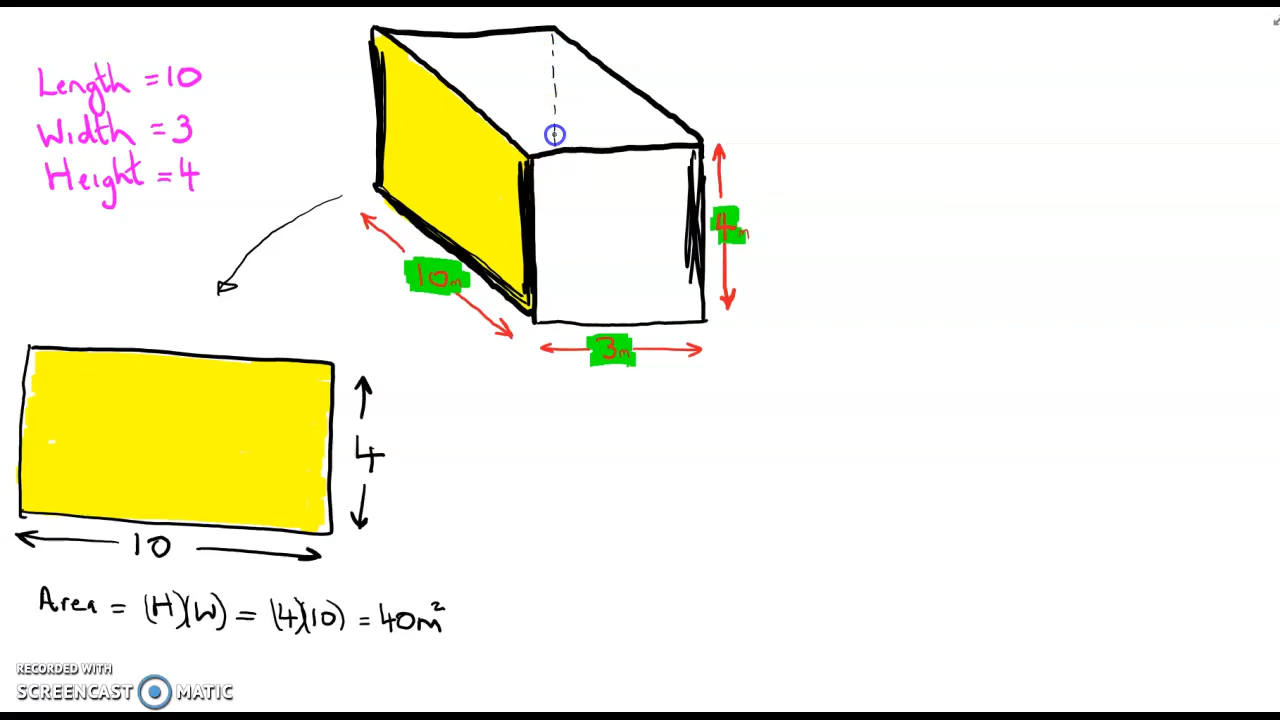 Length = 10
Width = 3
Height = 4
4m
10m
3m
4
10
Area = (H)(W) = (4)(10) = 40m²
RECORDED WITH
SCREENCAST MATIC